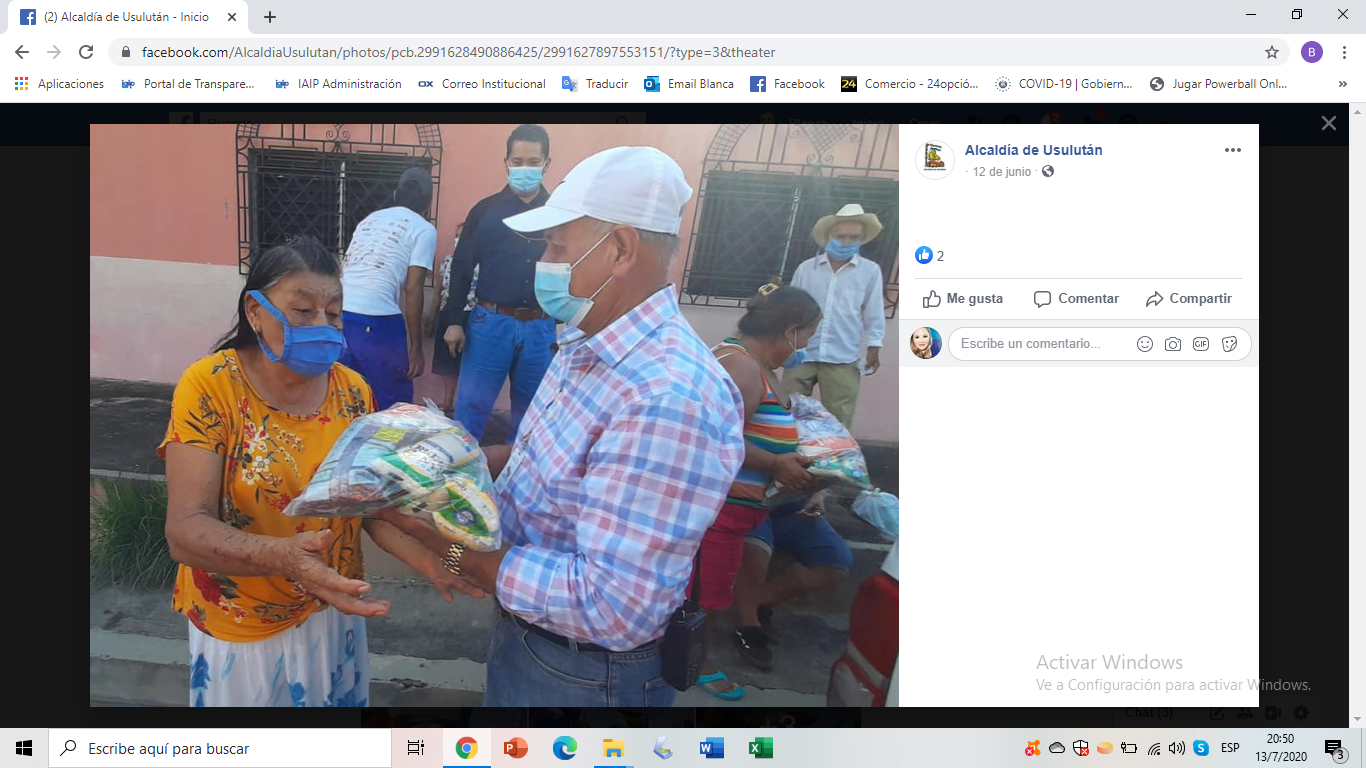 (2) Alcaldía de Usulután - Inicio
facebook.com/AlcaldiaUsulutan/photos/pcb.2991628490886425/2991627897553151/?type=3&theater
B
Aplicaciones
Portal de Transpare...
IAIP Administración
Correo Institucional
Traducir
Email Blanca
Facebook
24
Comercio - 24opció...
COVID-19 | Gobiern...
Jugar Powerball Onl...
Alcaldía de Usulután
· 12 de junio ·
2
Me gusta
Comentar
Compartir
Escribe un comentario...
GIF
Activar Windows
Ve a Configuración para activar Windows.
Chat (3)
Escribe aquí para buscar
ESP
20:50
13/7/2020
3